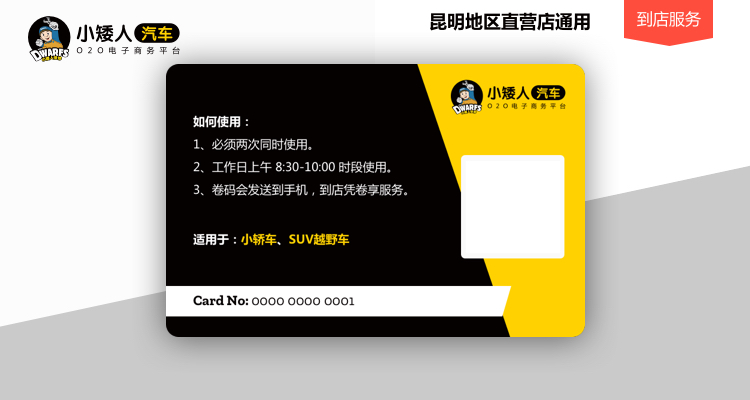 小矮人 汽车
O2O电子商务平台
DWARFS
昆明地区直营店通用
到店服务
小矮人 汽车
O2O电子商务平台
DWARFS
如何使用：
1、必须两次同时使用。
2、工作日上午 8:30-10:00 时段使用。
3、卷码会发送到手机，到店凭卷享服务。
适用于：小轿车、SUV越野车
Card No: 0000 0000 0001